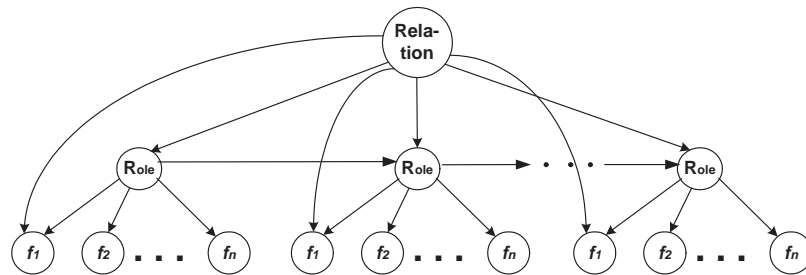 Rela-
tion
Role Role . . . Role
f1 f2 . . . fn f1 f2 . . . fn f1 f2 . . . fn